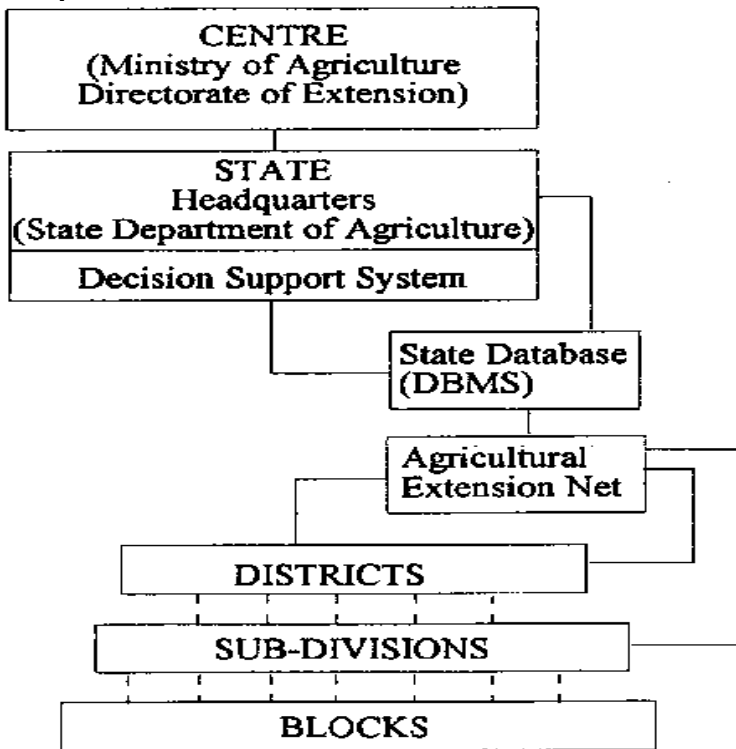 CENTRE
(Ministry of Agriculture
Directorate of Extension)
STATE
Headquarters
(State Department of Agriculture)
Decision Support System
State Database
(DBMS)
Agricultural
Extension Net
DISTRICTS
SUB-DIVISIONS
BLOCKS